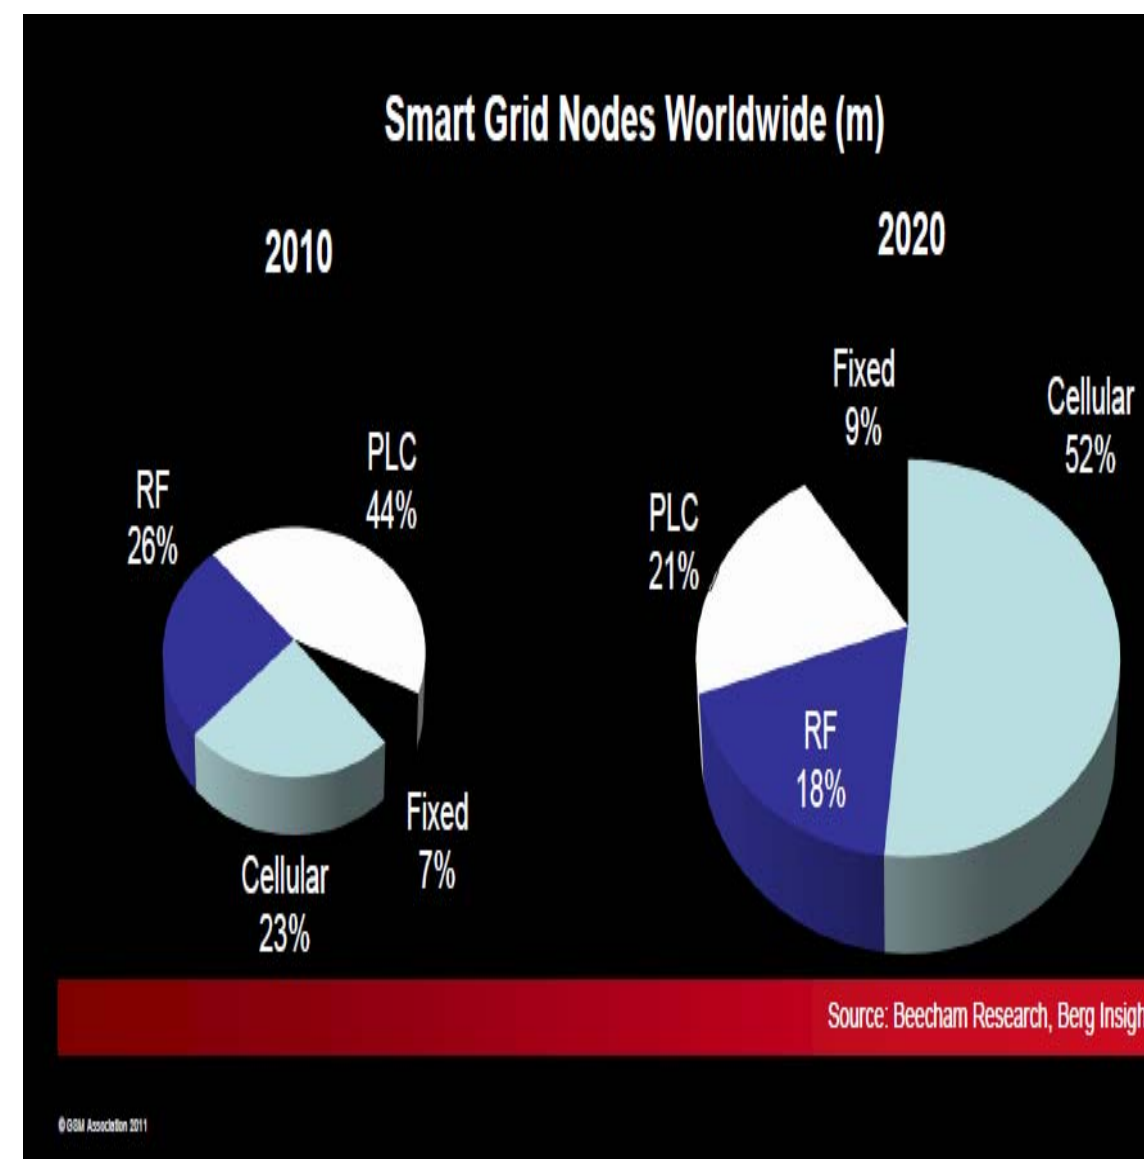 Smart Grid Nodes Worldwide (m)
2010
2020
RF
26%
PLC
44%
Cellular
23%
Fixed
7%
Fixed
9%
Cellular
52%
PLC
21%
RF
18%
Source: Beecham Research, Berg Insigh
© GSM Association 2011